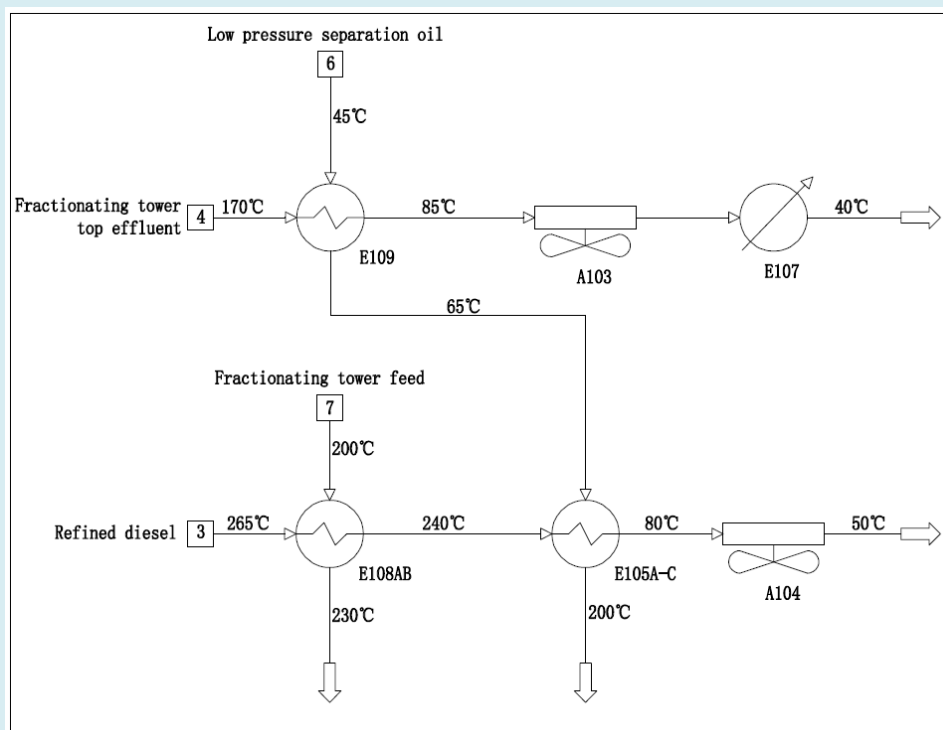 Low pressure separation oil
6
45℃
Fractionating tower
top effluent
4
170℃
85℃
40℃
E109
A103
E107
65℃
Fractionating tower feed
7
200℃
Refined diesel
3
265℃
240℃
80℃
50℃
E108AB
E105A-C
A104
230℃
200℃